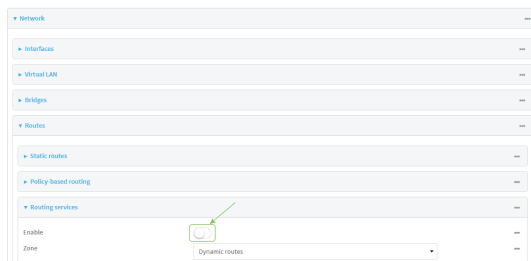 Network
Interfaces
Virtual LAN
Bridges
Routes
Static routes
Policy-based routing
Routing services
Enable
Zone
Dynamic routes